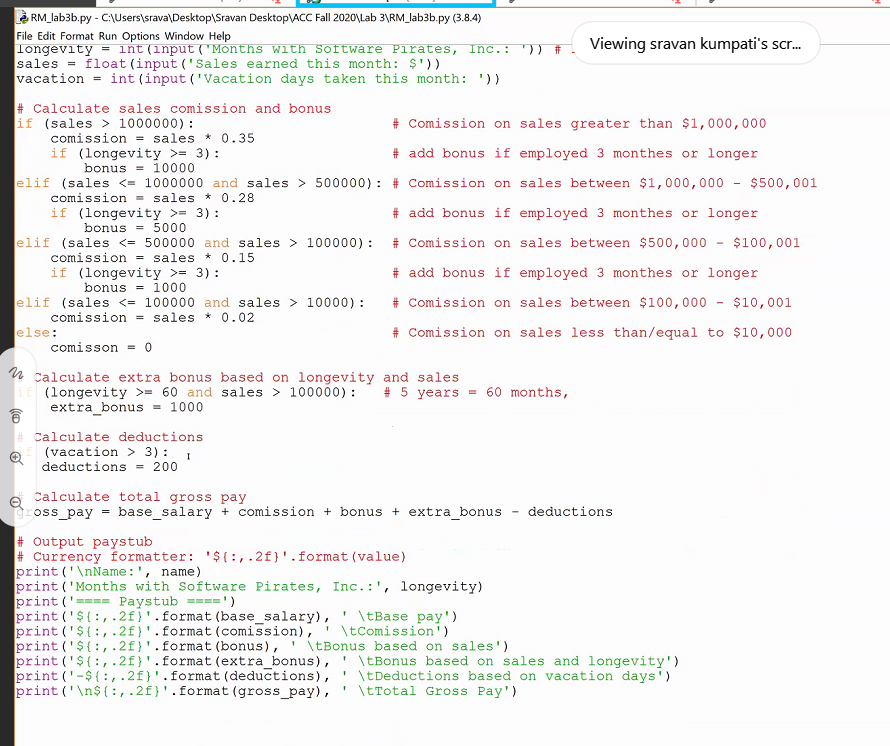 RM_lab3b.py - C:\Users\srava\Desktop\Sravan Desktop\ACC Fall 2020\Lab 3\RM_lab3b.py (3.8.4)
File Edit Format Run Options Window Help
Viewing sravan kumpati's scr...
longevity = int(input('Months with Software Pirates, Inc.: ')) #
sales = float(input('Sales earned this month: $'))
vacation = int(input('Vacation days taken this month: '))
# Calculate sales comission and bonus
if (sales > 1000000): # Comission on sales greater than $1,000,000
comission = sales * 0.35
if (longevity >= 3): # add bonus if employed 3 monthes or longer
bonus = 10000
elif (sales <= 1000000 and sales > 500000): # Comission on sales between $1,000,000 - $500,001
comission = sales * 0.28
if (longevity >= 3): # add bonus if employed 3 monthes or longer
bonus = 5000
elif (sales <= 500000 and sales > 100000): # Comission on sales between $500,000 - $100,001
comission = sales * 0.15
if (longevity >= 3): # add bonus if employed 3 monthes or longer
bonus = 1000
elif (sales <= 100000 and sales > 10000): # Comission on sales between $100,000 - $10,001
comission = sales * 0.02
else: # Comission on sales less than/equal to $10,000
comisson = 0
# Calculate extra bonus based on longevity and sales
if (longevity >= 60 and sales > 100000): # 5 years = 60 months,
extra_bonus = 1000
# Calculate deductions
if (vacation > 3):
deductions = 200
# Calculate total gross pay
gross_pay = base_salary + comission + bonus + extra_bonus - deductions
# Output paystub
# Currency formatter: '${:,.2f}'.format(value)
print('\nName:', name)
print('Months with Software Pirates, Inc.:', longevity)
print('==== Paystub ====')
print('${:,.2f}'.format(base_salary), ' \tBase pay')
print('${:,.2f}'.format(comission), ' \tComission')
print('${:,.2f}'.format(bonus), ' \tBonus based on sales')
print('${:,.2f}'.format(extra_bonus), ' \tBonus based on sales and longevity')
print('-${:,.2f}'.format(deductions), ' \tDeductions based on vacation days')
print('\n${:,.2f}'.format(gross_pay), ' \tTotal Gross Pay')